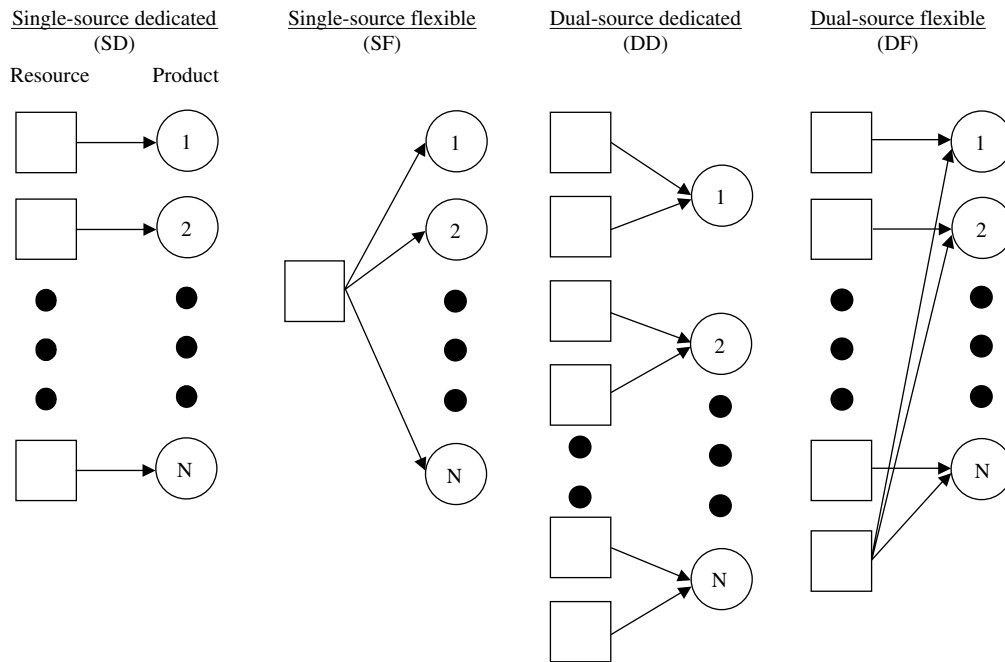 Single-source dedicated
(SD)
Single-source flexible
(SF)
Dual-source dedicated
(DD)
Dual-source flexible
(DF)
Resource
Product
1
2
N
1
2
N
1
2
N
1
2
N